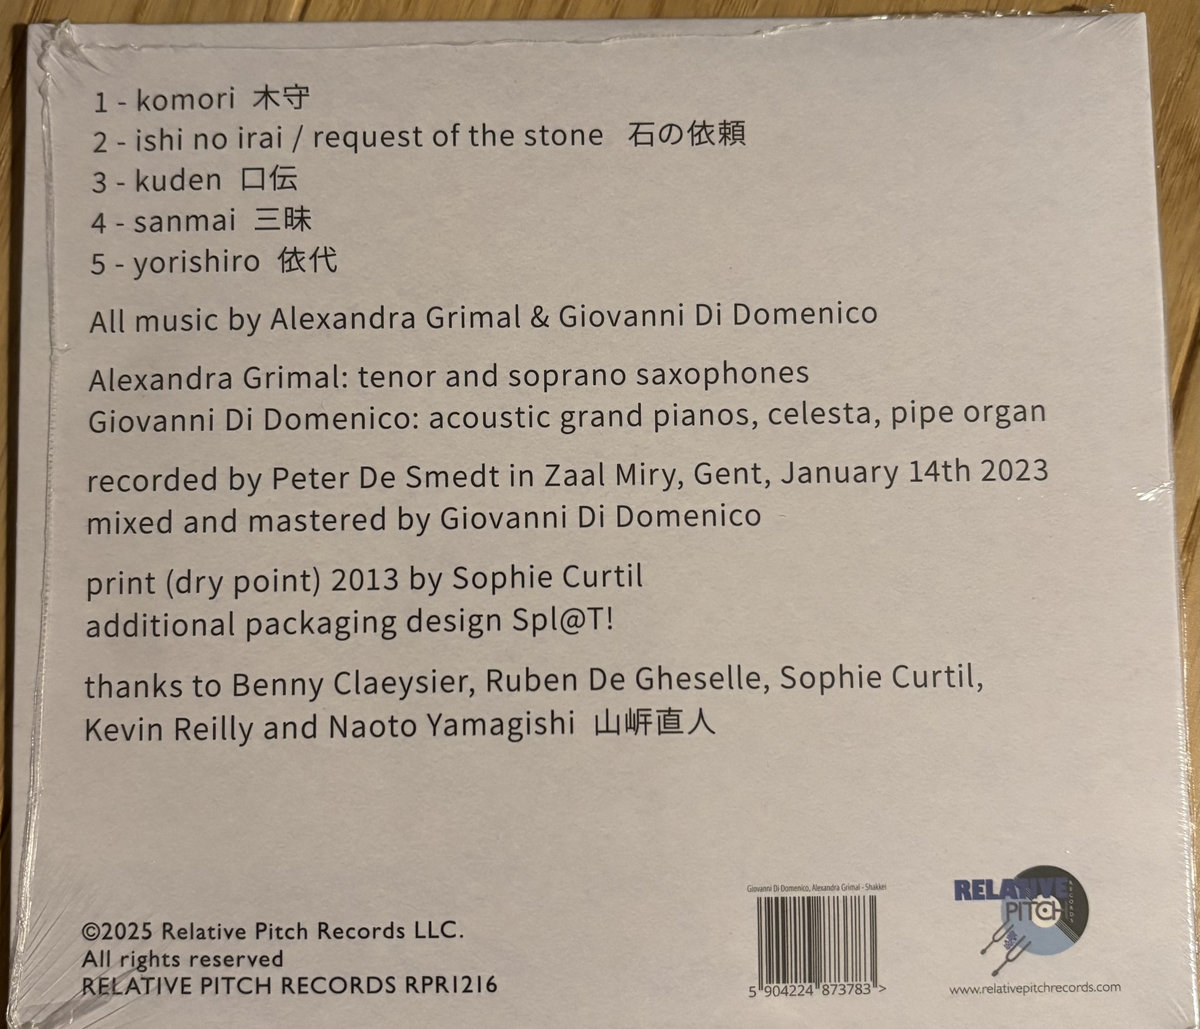 1 - komori 木守
2 - ishi no irai / request of the stone 石の依頼
3 - kuden 口伝
4 - sanmai 三昧
5 - yorishiro 依代
All music by Alexandra Grimal & Giovanni Di Domenico
Alexandra Grimal: tenor and soprano saxophones
Giovanni Di Domenico: acoustic grand pianos, celesta, pipe organ
recorded by Peter De Smedt in Zaal Miry, Gent, January 14th 2023
mixed and mastered by Giovanni Di Domenico
print (dry point) 2013 by Sophie Curtil
additional packaging design Spl@T!
thanks to Benny Claeysier, Ruben De Gheselle, Sophie Curtil,
Kevin Reilly and Naoto Yamagishi 山㟁直人
©2025 Relative Pitch Records LLC.
All rights reserved
RELATIVE PITCH RECORDS RPR1216
Giovanni Di Domenico, Alexandra Grimal - Shakkei
5 904224 873783 >
RELATIVE
PITCH
RECORDS
www.relativepitchrecords.com